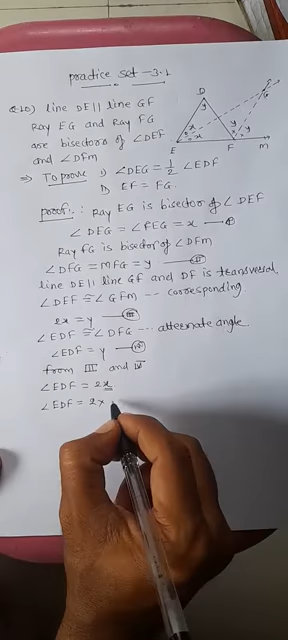 practice set - 3.1
Q.10) line DE || line GF
Ray EG and Ray FG
are bisector of ∠DEF
and ∠DFm
⇒ To prove 1) ∠DEG = 1/2 ∠EDF
1) EF = FG.
proof : : Ray EG is bisector of ∠DEF
∠DEG = ∠FEG = x — I
Ray FG is bisector of ∠DFM
∠DFG = MFG = y — II
line DE || line GF and DF is transversal.
∠DEF ≅ ∠GFM -- corresponding
2x = y — III
∠EDF ≅ ∠DFG --- alternate angle
∠EDF = y — IV
from III and IV
∠EDF = 2x
∠EDF = 2x
D
y
G
x
x
y
y
E
F
M